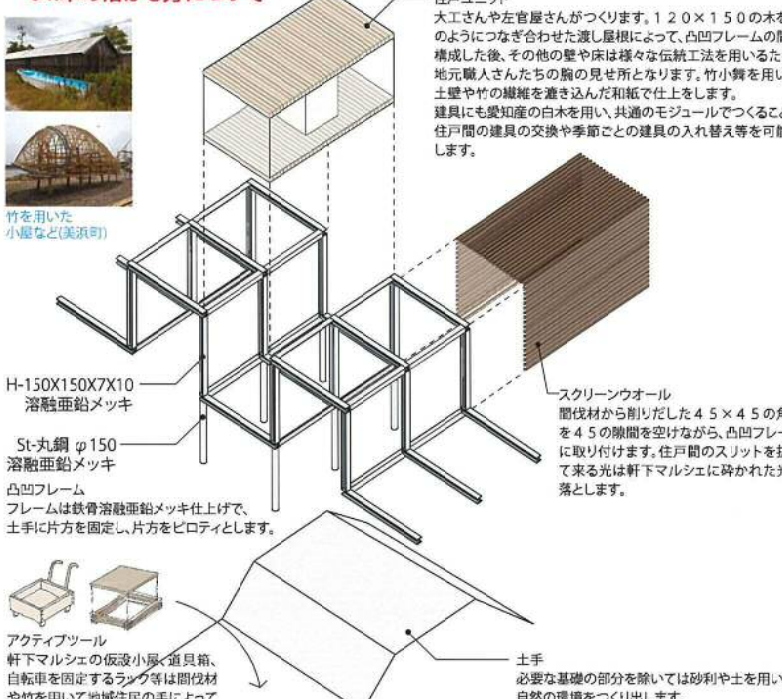 住戸ユニット
大工さんや左官屋さんがつくります。１２０×１５０の木を
のようにつなぎ合わせた渡し屋根によって、凸凹フレームの間
構成した後、その他の壁や床は様々な伝統工法を用いるた
地元職人さんたちの腕の見せ所となります。竹小舞を用い
土壁や竹の繊維を漉き込んだ和紙で仕上をします。
建具にも愛知産の白木を用い、共通のモジュールでつくるこ
住戸間の建具の交換や季節ごとの建具の入れ替え等を可能
します。
竹を用いた
小屋など(美浜町)
H-150X150X7X10
溶融亜鉛メッキ
St-丸鋼 φ150
溶融亜鉛メッキ
凸凹フレーム
フレームは鉄骨溶融亜鉛メッキ仕上げで、
土手に片方を固定し、片方をピロティとします。
スクリーンウオール
間伐材から削りだした４５×４５の角
を４５の隙間を空けながら、凸凹フレー
に取り付けます。住戸間のスリットを
て来る光は軒下マルシェに砕かれた光
落とします。
アクティブツール
軒下マルシェの仮設小屋、道具箱、
自転車を固定するラック等は間伐材
や竹を用いて地域住民の手によって
土手
必要な基礎の部分を除いては砂利や土を用い
自然の環境をつくり出します。